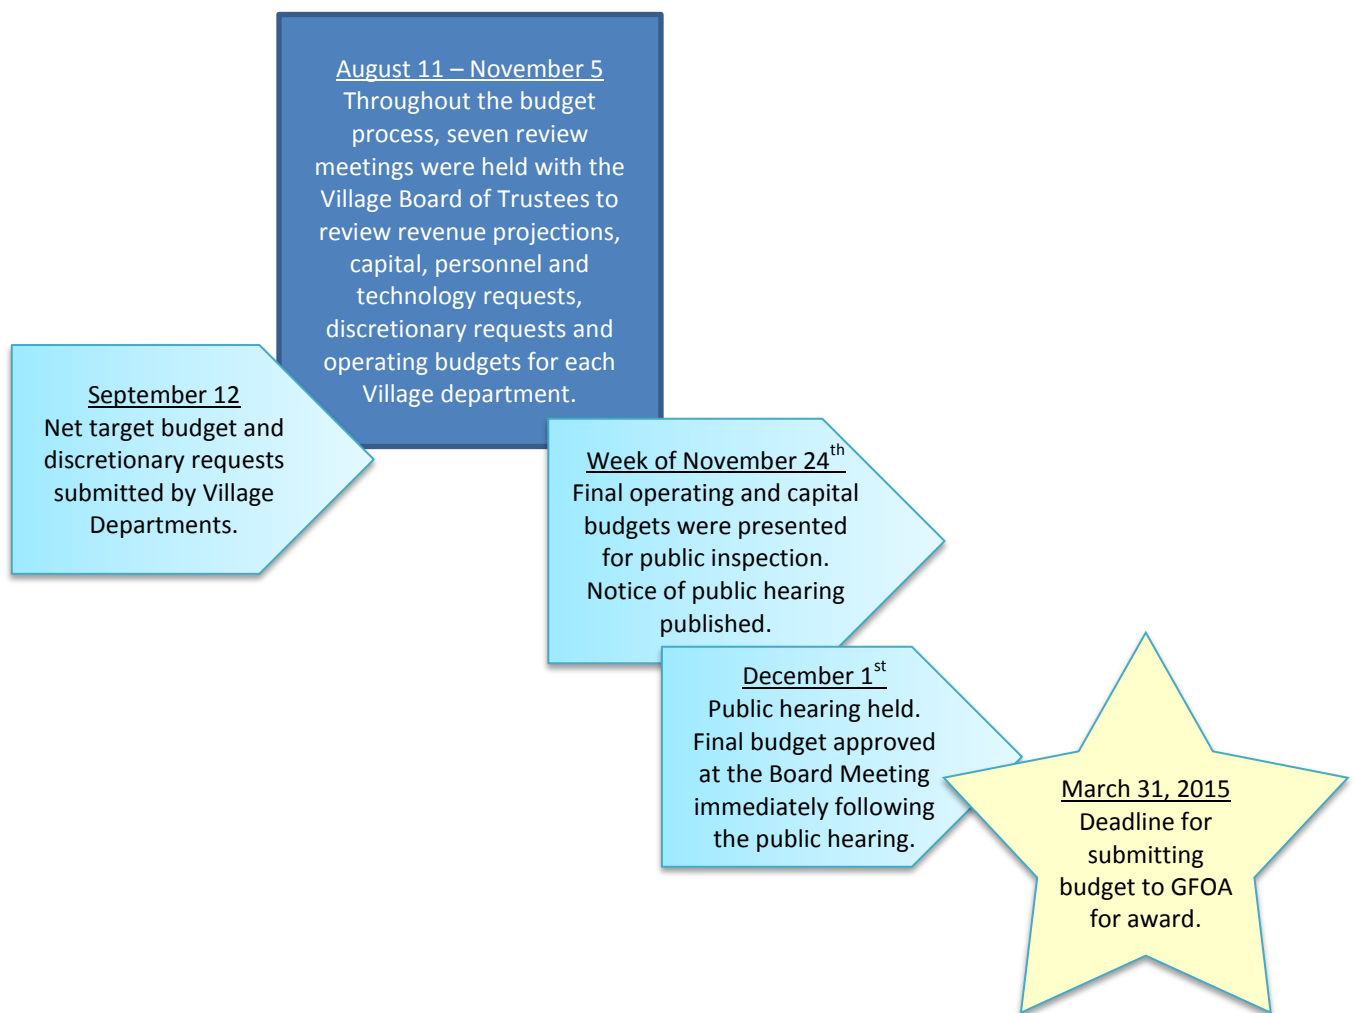 August 11 – November 5
Throughout the budget
process, seven review
meetings were held with the
Village Board of Trustees to
review revenue projections,
capital, personnel and
technology requests,
discretionary requests and
operating budgets for each
Village department.
September 12
Net target budget and
discretionary requests
submitted by Village
Departments.
Week of November 24th
Final operating and capital
budgets were presented
for public inspection.
Notice of public hearing
published.
December 1st
Public hearing held.
Final budget approved
at the Board Meeting
immediately following
the public hearing.
March 31, 2015
Deadline for
submitting
budget to GFOA
for award.